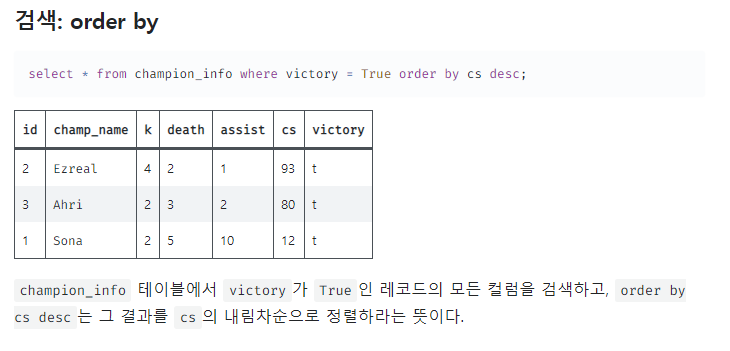 검색: order by
select * from champion_info where victory = True order by cs desc;
id champ_name k death assist cs victory
2 Ezreal 4 2 1 93 t
3 Ahri 2 3 2 80 t
1 Sona 2 5 10 12 t
champion_info 테이블에서 victory 가 True 인 레코드의 모든 컬럼을 검색하고, order by
cs desc 는 그 결과를 cs 의 내림차순으로 정렬하라는 뜻이다.